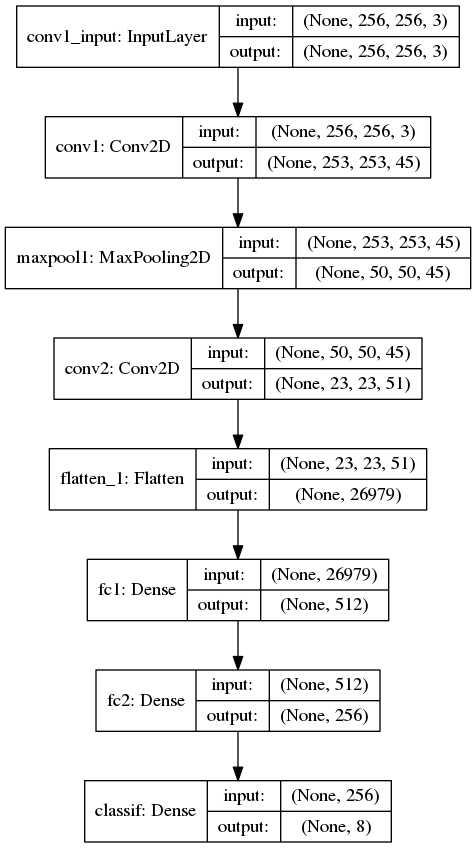 conv1_input: InputLayer
input: (None, 256, 256, 3)
output: (None, 256, 256, 3)
conv1: Conv2D
input: (None, 256, 256, 3)
output: (None, 253, 253, 45)
maxpool1: MaxPooling2D
input: (None, 253, 253, 45)
output: (None, 50, 50, 45)
conv2: Conv2D
input: (None, 50, 50, 45)
output: (None, 23, 23, 51)
flatten_1: Flatten
input: (None, 23, 23, 51)
output: (None, 26979)
fc1: Dense
input: (None, 26979)
output: (None, 512)
fc2: Dense
input: (None, 512)
output: (None, 256)
classif: Dense
input: (None, 256)
output: (None, 8)